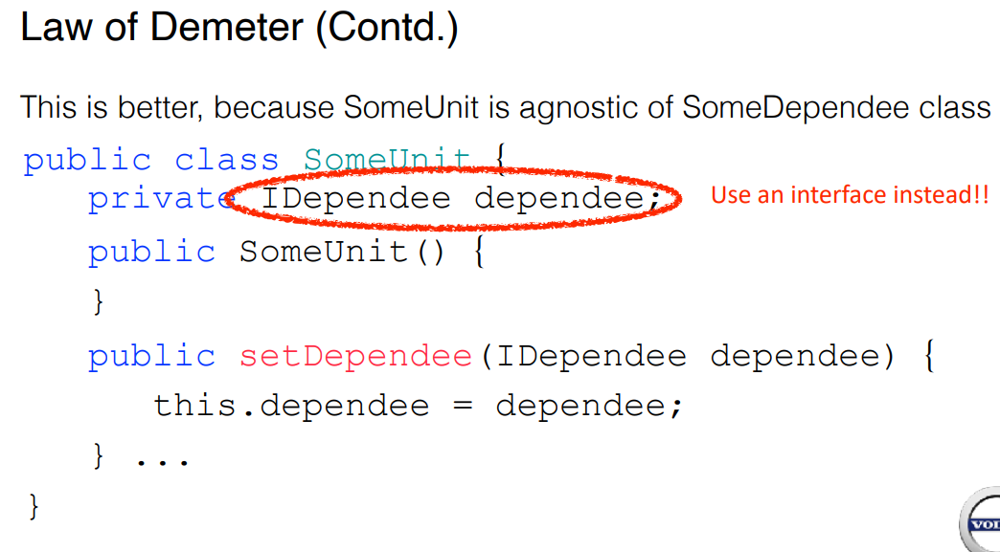 Law of Demeter (Contd.)
This is better, because SomeUnit is agnostic of SomeDependee class
public class SomeUnit {
private IDependee dependee;
Use an interface instead!!
public SomeUnit() {
}
public setDependee(IDependee dependee) {
this.dependee = dependee;
} ...
}